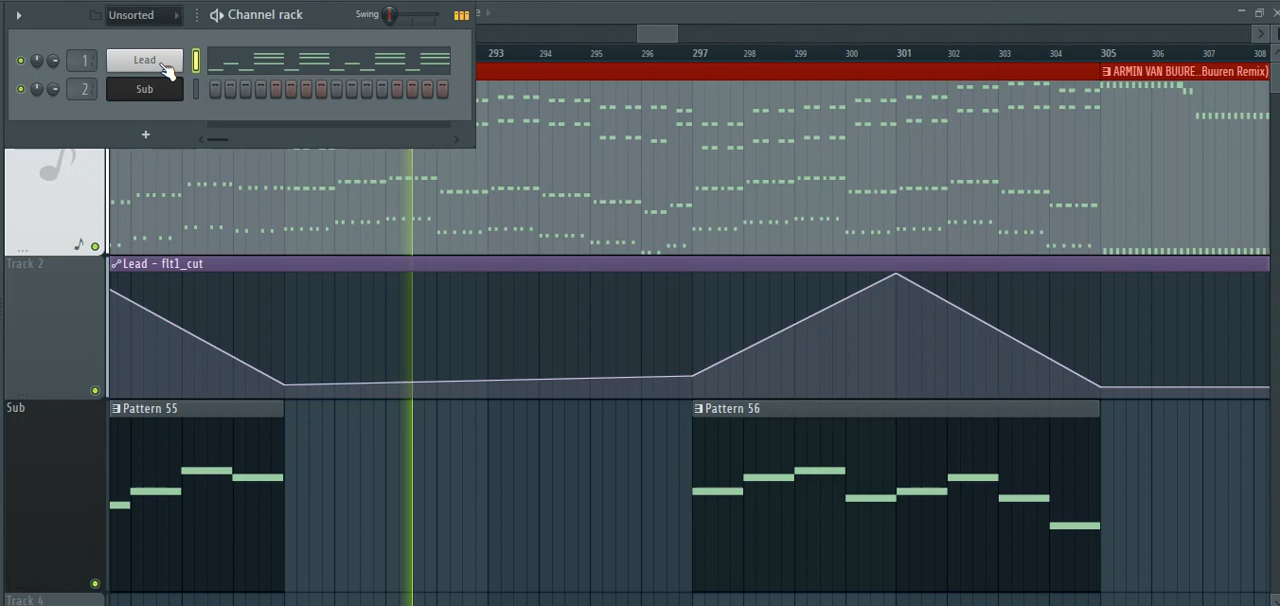 Unsorted
Channel rack
Swing
1
Lead
2
Sub
+
293 294 295 296 297 298 299 300 301 302 303 304 305 306 307 308
ARMIN VAN BUURE..Buuren Remix)
...
Track 2
Lead - flt1_cut
...
Sub
Pattern 55
Pattern 56
Track 4